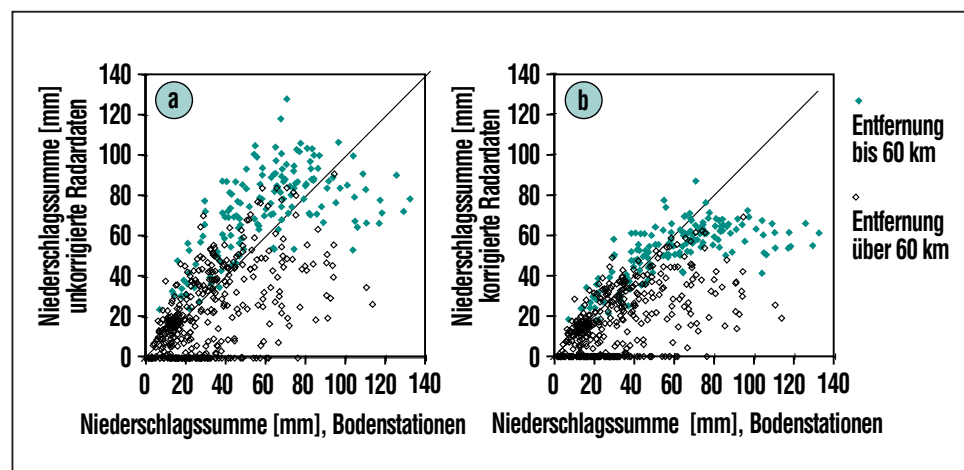 Niederschlagssumme [mm]
unkorrigierte Radardaten
140
120
100
80
60
40
20
0
a
0 20 40 60 80 100 120 140
Niederschlagssumme [mm], Bodenstationen
Niederschlagssumme [mm]
korrigierte Radardaten
140
120
100
80
60
40
20
0
b
0 20 40 60 80 100 120 140
Niederschlagssumme [mm], Bodenstationen
Entfernung
bis 60 km
Entfernung
über 60 km